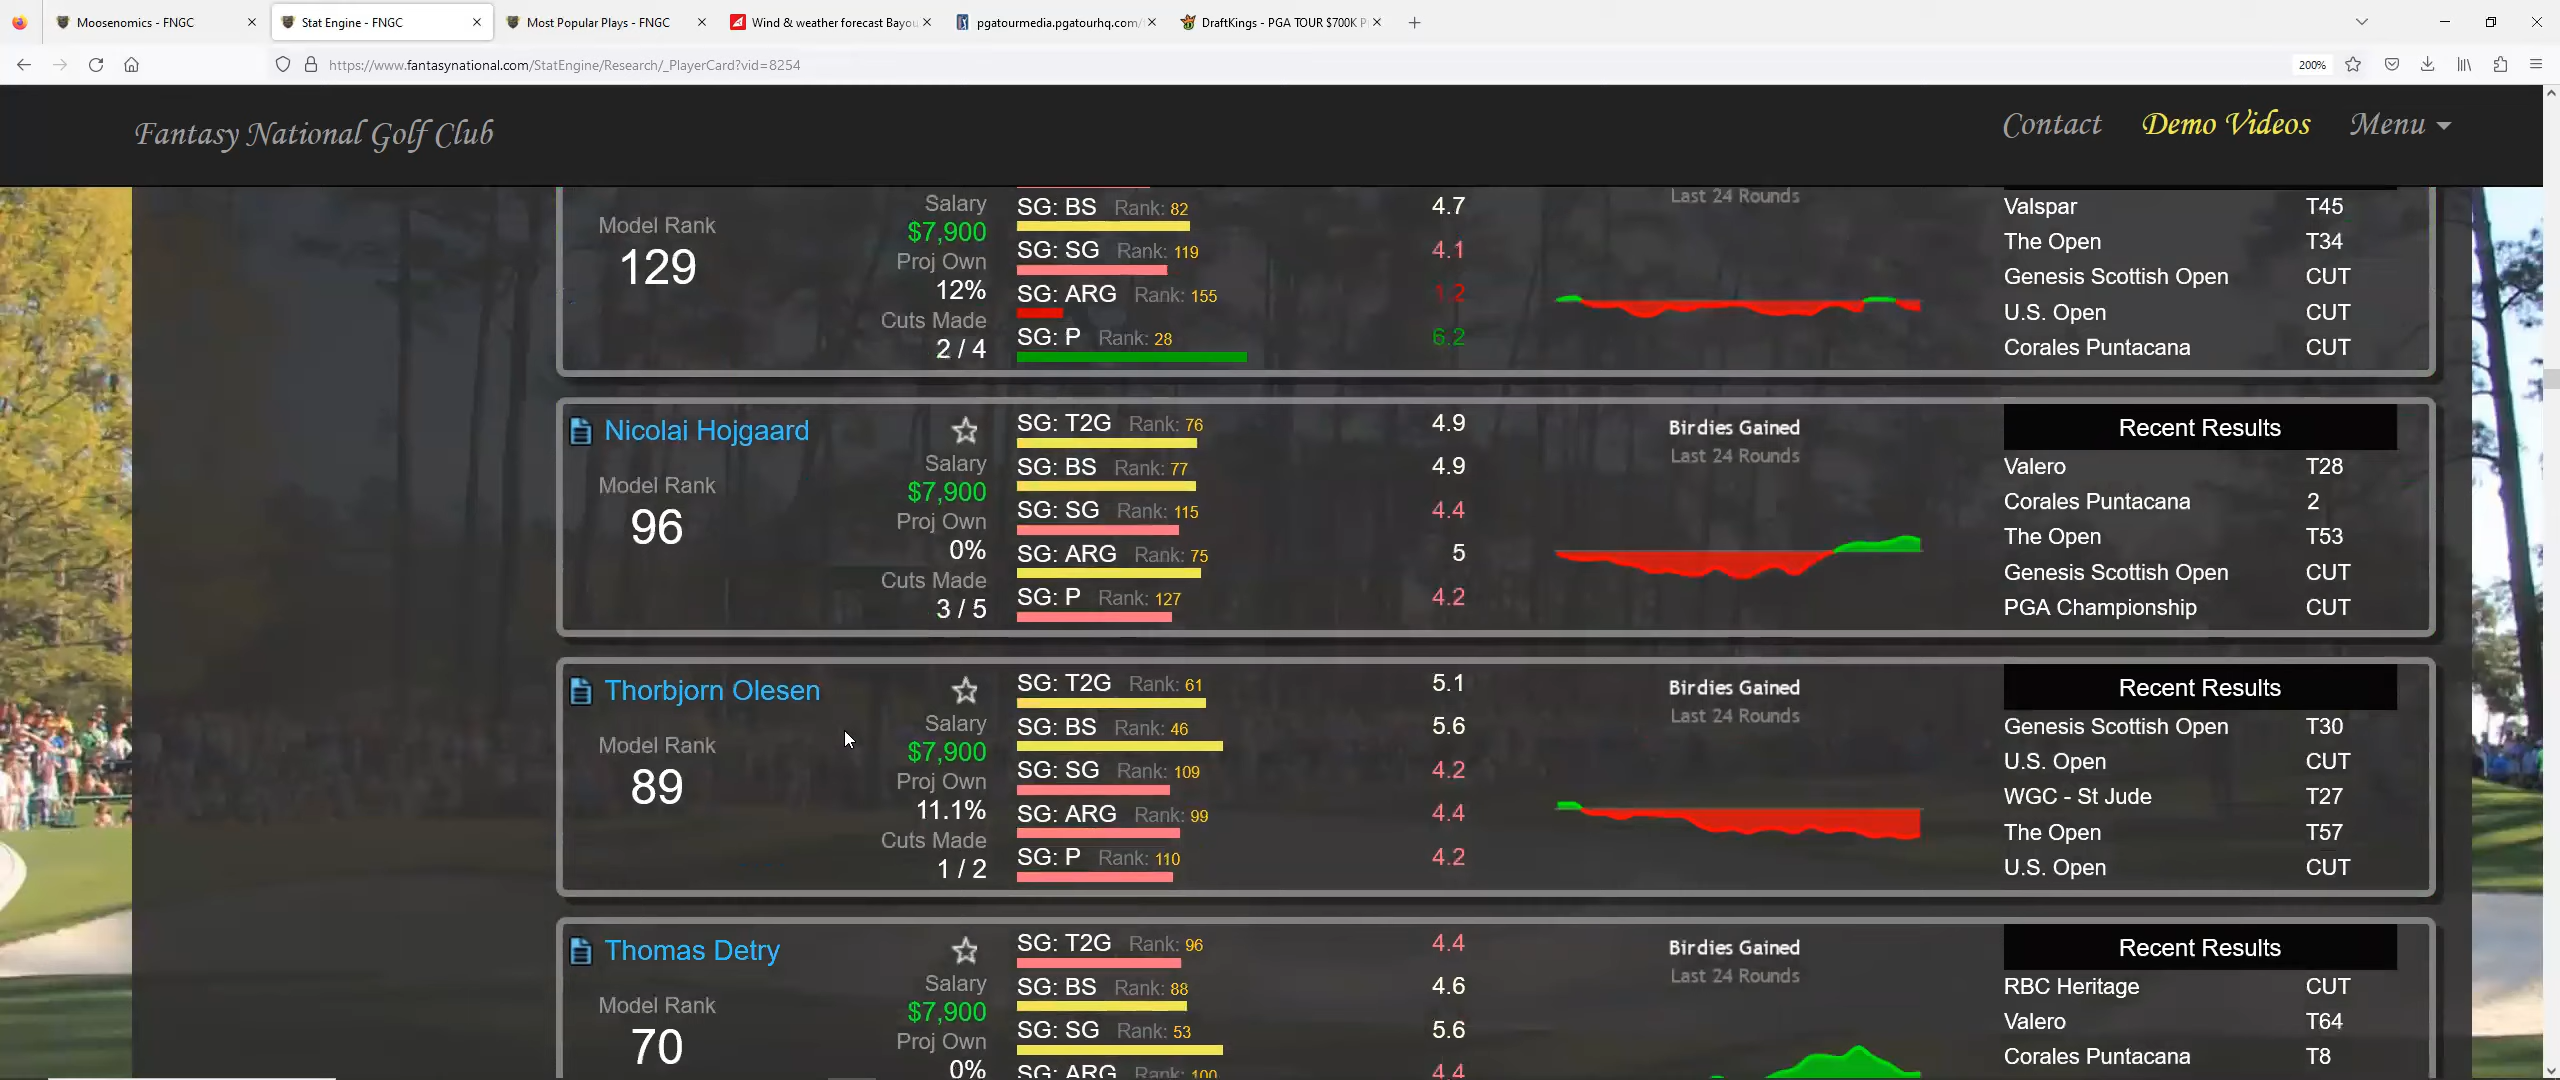 Moosenomics - FNGC
Stat Engine - FNGC
Most Popular Plays - FNGC
Wind & weather forecast Bayou
pgatourmedia.pgatourhq.com/
DraftKings - PGA TOUR $700K P
https://www.fantasynational.com/StatEngine/Research/_PlayerCard?vid=8254
200%
Fantasy National Golf Club
Contact
Demo Videos
Menu
Model Rank
129
Salary
$7,900
Proj Own
12%
Cuts Made
2 / 4
SG: BS Rank: 82
4.7
SG: SG Rank: 119
4.1
SG: ARG Rank: 155
1.2
SG: P Rank: 28
6.2
Last 24 Rounds
Valspar T45
The Open T34
Genesis Scottish Open CUT
U.S. Open CUT
Corales Puntacana CUT
Nicolai Hojgaard
Model Rank
96
Salary
$7,900
Proj Own
0%
Cuts Made
3 / 5
SG: T2G Rank: 76
4.9
SG: BS Rank: 77
4.9
SG: SG Rank: 115
4.4
SG: ARG Rank: 75
5
SG: P Rank: 127
4.2
Birdies Gained
Last 24 Rounds
Recent Results
Valero T28
Corales Puntacana 2
The Open T53
Genesis Scottish Open CUT
PGA Championship CUT
Thorbjorn Olesen
Model Rank
89
Salary
$7,900
Proj Own
11.1%
Cuts Made
1 / 2
SG: T2G Rank: 61
5.1
SG: BS Rank: 46
5.6
SG: SG Rank: 109
4.2
SG: ARG Rank: 99
4.4
SG: P Rank: 110
4.2
Birdies Gained
Last 24 Rounds
Recent Results
Genesis Scottish Open T30
U.S. Open CUT
WGC - St Jude T27
The Open T57
U.S. Open CUT
Thomas Detry
Model Rank
70
Salary
$7,900
Proj Own
0%
SG: T2G Rank: 96
4.4
SG: BS Rank: 88
4.6
SG: SG Rank: 53
5.6
SG: ARG Rank: 100
4.4
Birdies Gained
Last 24 Rounds
Recent Results
RBC Heritage CUT
Valero T64
Corales Puntacana T8